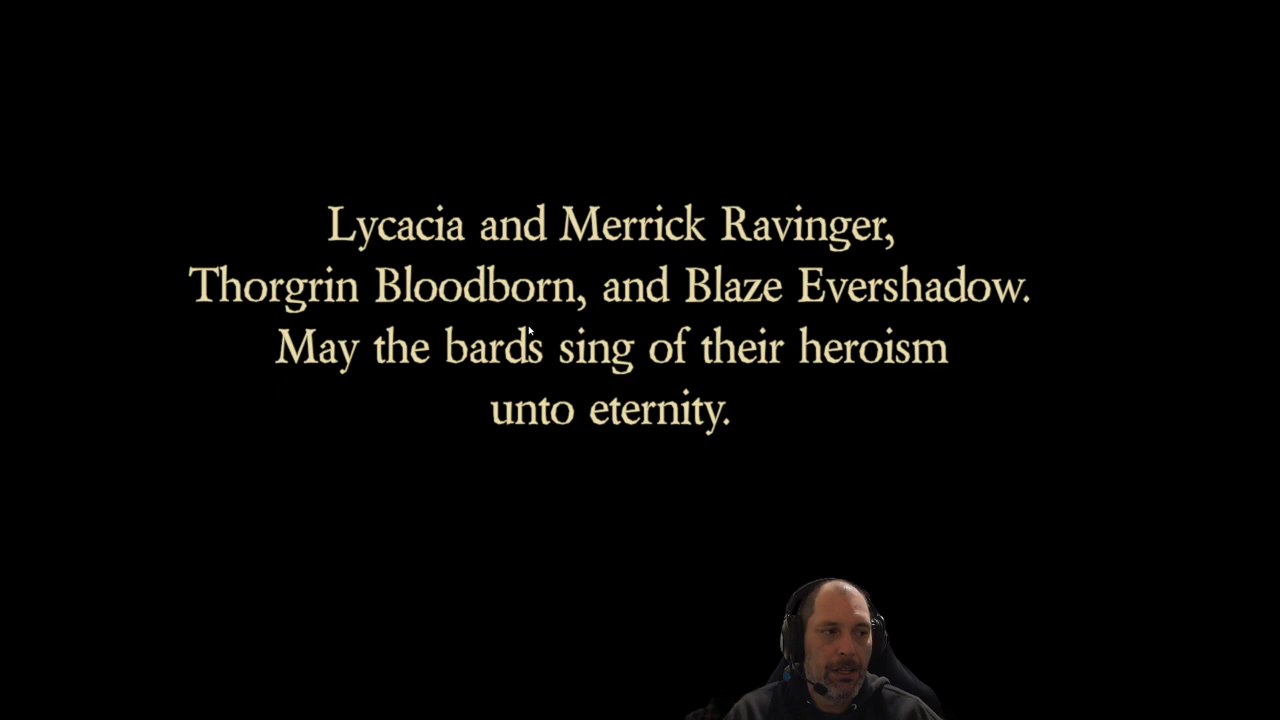 Lycacia and Merrick Ravinger,
Thorgrin Bloodborn, and Blaze Evershadow.
May the bards sing of their heroism
unto eternity.